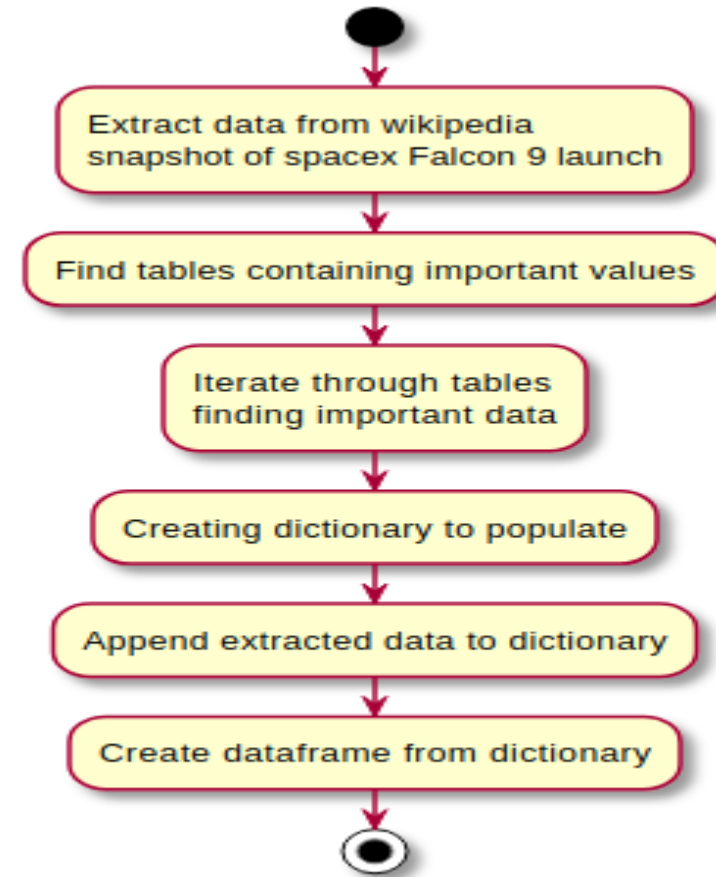 Extract data from wikipedia
snapshot of spacex Falcon 9 launch
Find tables containing important values
Iterate through tables
finding important data
Creating dictionary to populate
Append extracted data to dictionary
Create dataframe from dictionary